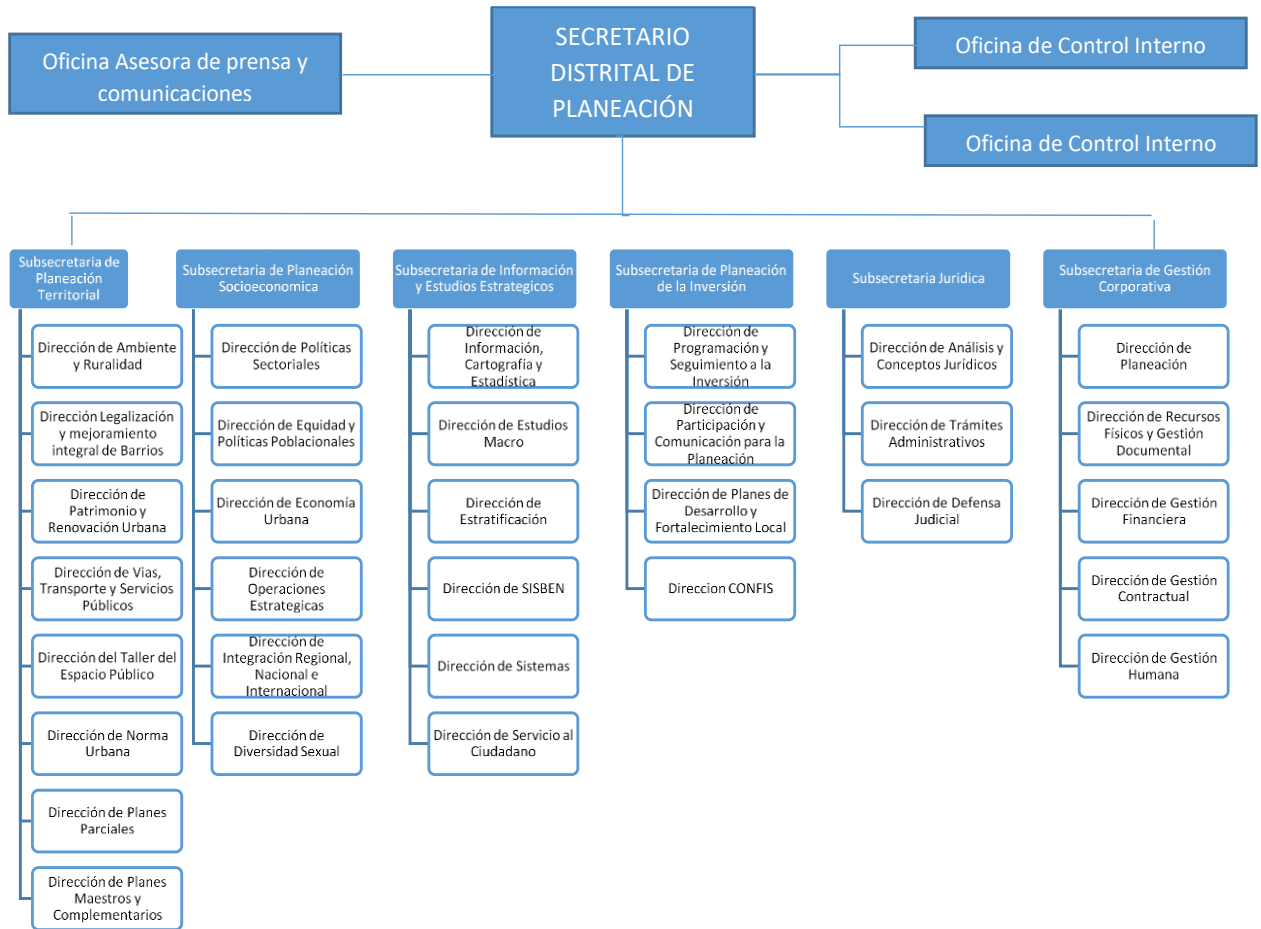 SECRETARIO
DISTRITAL DE
PLANEACIÓN
Oficina Asesora de prensa y
comunicaciones
Oficina de Control Interno
Oficina de Control Interno
Subsecretaria de
Planeación
Territorial
Dirección de Ambiente
y Ruralidad
Dirección Legalización
y mejoramiento
integral de Barrios
Dirección de
Patrimonio y
Renovación Urbana
Dirección de Vias,
Transporte y Servicios
Públicos
Dirección del Taller del
Espacio Público
Dirección de Norma
Urbana
Dirección de Planes
Parciales
Dirección de Planes
Maestros y
Complementarios
Subsecretaria de Planeación
Socioeconomica
Dirección de Políticas
Sectoriales
Dirección de Equidad y
Políticas Poblacionales
Dirección de Economía
Urbana
Dirección de
Operaciones
Estrategicas
Dirección de
Integración Regional,
Nacional e
Internacional
Dirección de
Diversidad Sexual
Subsecretaria de Información
y Estudios Estrategicos
Dirección de
Información,
Cartografía y
Estadística
Dirección de Estudios
Macro
Dirección de
Estratificación
Dirección de SISBEN
Dirección de Sistemas
Dirección de Servicio al
Ciudadano
Subsecretaria de Planeación
de la Inversión
Dirección de
Programación y
Seguimiento a la
Inversión
Dirección de
Participación y
Comunicación para la
Planeación
Dirección de Planes de
Desarrollo y
Fortalecimiento Local
Direccion CONFIS
Subsecretaria Juridica
Dirección de Análisis y
Conceptos Jurídicos
Dirección de Trámites
Administrativos
Dirección de Defensa
Judicial
Subsecretaria de Gestión
Corporativa
Dirección de
Planeación
Dirección de Recursos
Físicos y Gestión
Documental
Dirección de Gestión
Financiera
Dirección de Gestión
Contractual
Dirección de Gestión
Humana